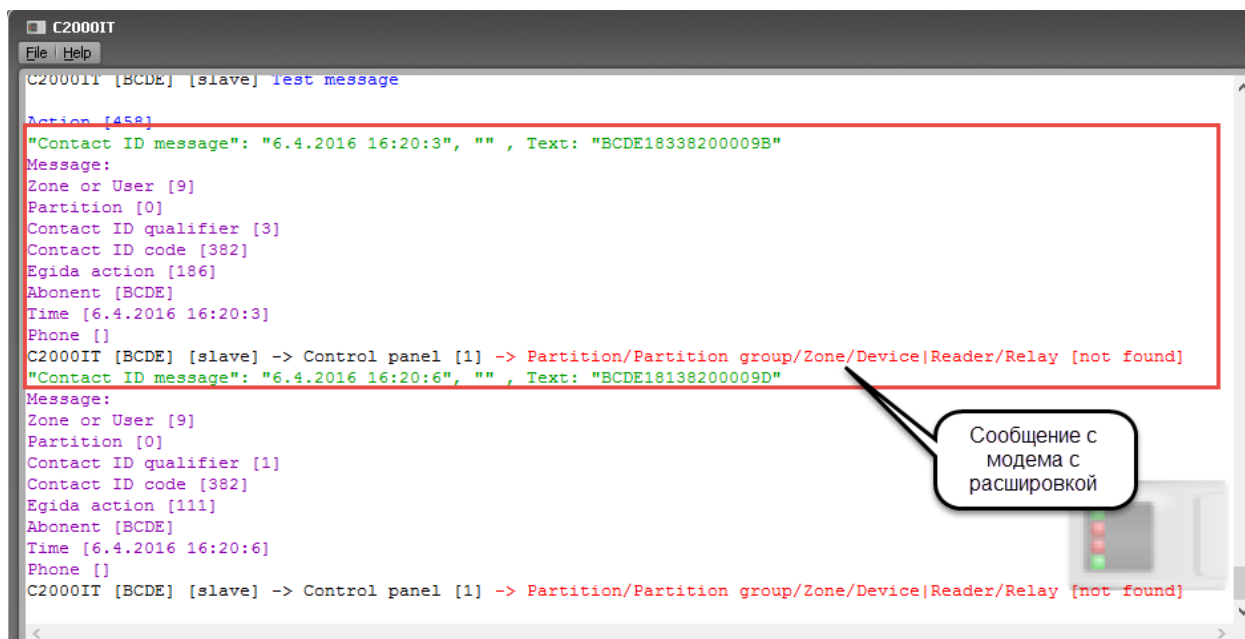 C2000IT
File Help
C2000IT [BCDE] [slave] Test message
Action [458]
"Contact ID message": "6.4.2016 16:20:3", "" , Text: "BCDE18338200009B"
Message:
Zone or User [9]
Partition [0]
Contact ID qualifier [3]
Contact ID code [382]
Egida action [186]
Abonent [BCDE]
Time [6.4.2016 16:20:3]
Phone []
C2000IT [BCDE] [slave] -> Control panel [1] -> Partition/Partition group/Zone/Device|Reader/Relay [not found]
"Contact ID message": "6.4.2016 16:20:6", "" , Text: "BCDE18138200009D"
Message:
Zone or User [9]
Partition [0]
Contact ID qualifier [1]
Contact ID code [382]
Egida action [111]
Abonent [BCDE]
Time [6.4.2016 16:20:6]
Phone []
C2000IT [BCDE] [slave] -> Control panel [1] -> Partition/Partition group/Zone/Device|Reader/Relay [not found]
Сообщение с
модема с
расшировкой